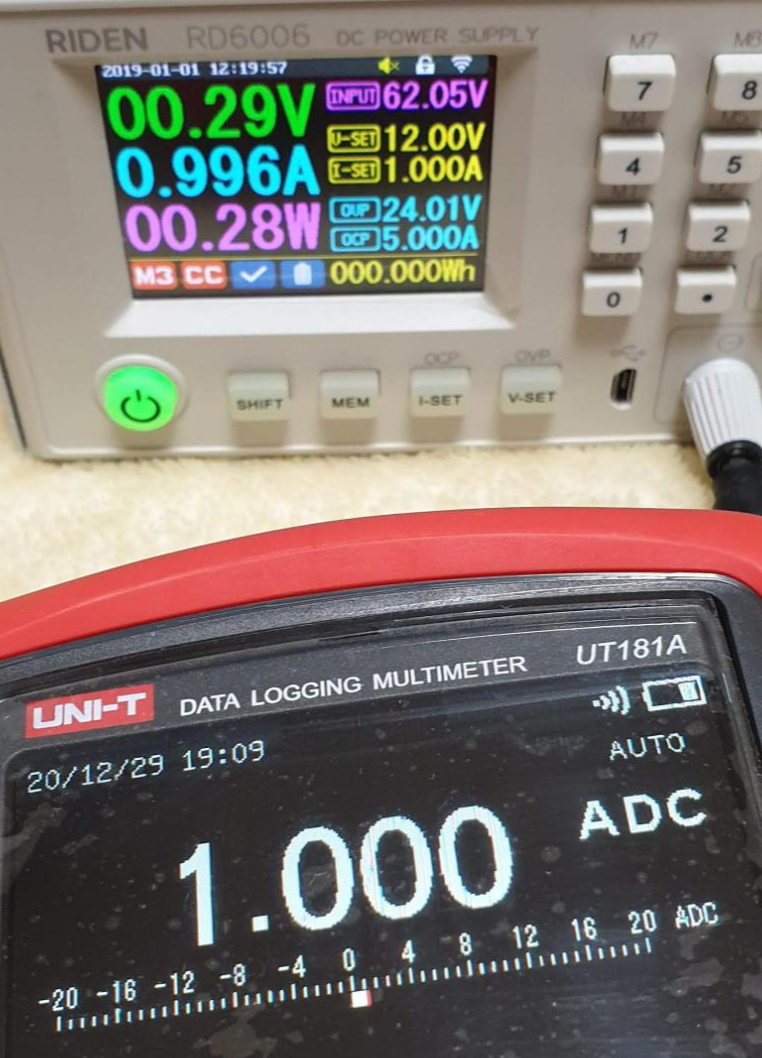 RIDEN RD6006 DC POWER SUPPLY
2019-01-01 12:19:57
00.29V
INPUT 62.05V
0.996A
V-SET 12.00V
I-SET 1.000A
00.28W
OVP 24.01V
OCP 5.000A
M3 CC 000.000Wh
M7
7
8
4
5
1
2
0
.
SHIFT
MEM
OCP
I-SET
OVP
V-SET
UNI-T DATA LOGGING MULTIMETER UT181A
20/12/29 19:09
AUTO
1.000 ADC
-20 -16 -12 -8 -4 0 4 8 12 16 20 ADC